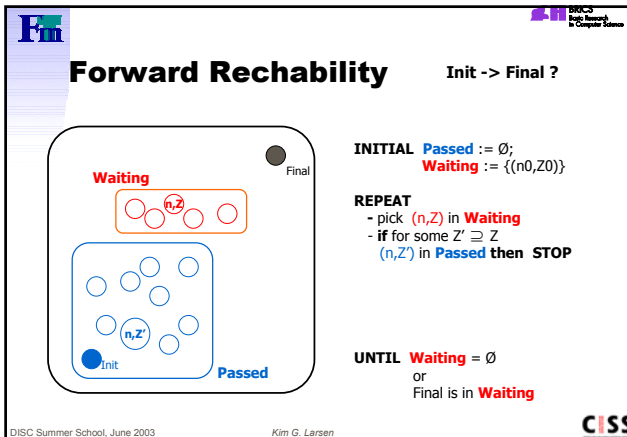 Fm
BRICS
Basic Research
in Computer Science
Forward Rechability
Init -> Final ?
Final
Waiting
n,Z
n,Z'
Init
Passed
INITIAL Passed := Ø;
Waiting := {(n0,Z0)}
REPEAT
- pick (n,Z) in Waiting
- if for some Z' ⊇ Z
(n,Z') in Passed then STOP
UNTIL Waiting = Ø
or
Final is in Waiting
DISC Summer School, June 2003
Kim G. Larsen
CISS